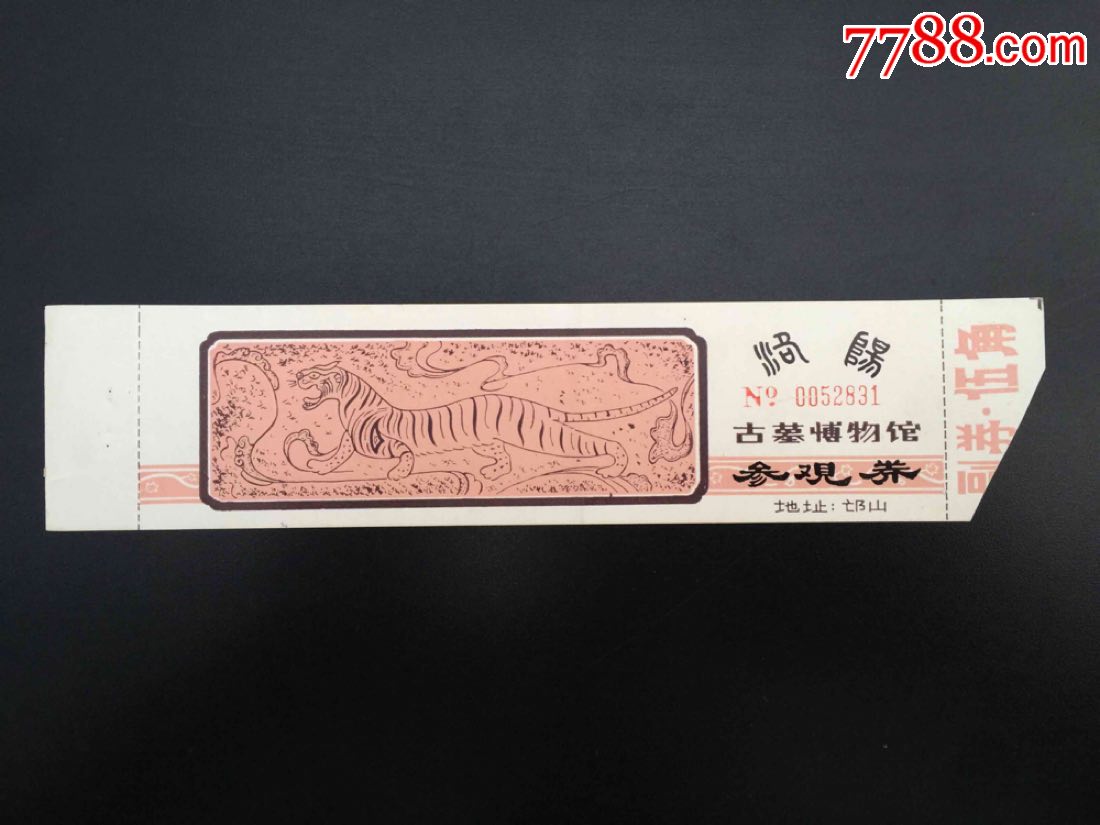 7788.com
洛陽
Nº 0052831
古墓博物馆
参观券
地址:邙山
副券·伍角